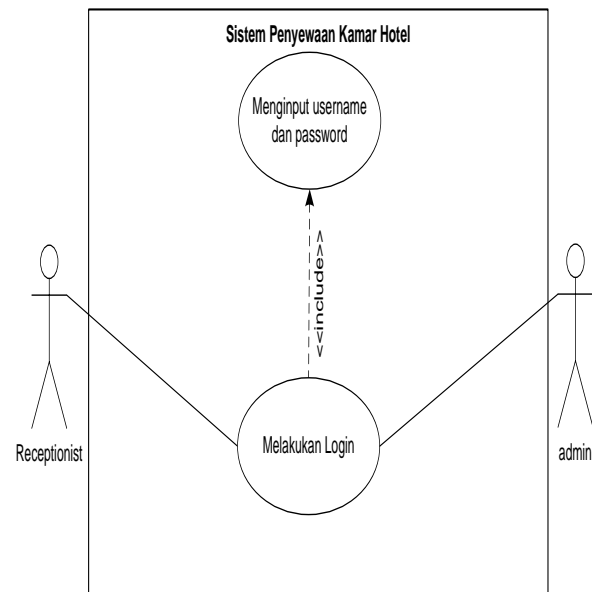 Sistem Penyewaan Kamar Hotel
Menginput username
dan password
<<include>>
Melakukan Login
Receptionist
admin